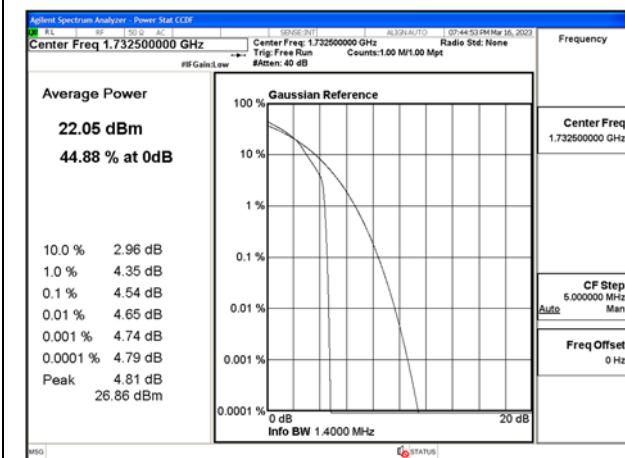 Agilent Spectrum Analyzer - Power Stat CCDF
RL RF 50 Ω AC SENSE:INT ALIGN AUTO 07:44:53 PM Mar 16, 2023
Center Freq 1.732500000 GHz
Center Freq: 1.732500000 GHz Radio Std: None
Trig: Free Run Counts:1.00 M/1.00 Mpt
#IFGain:Low #Atten: 40 dB
Frequency
Average Power
22.05 dBm
44.88 % at 0dB
10.0 % 2.96 dB
1.0 % 4.35 dB
0.1 % 4.54 dB
0.01 % 4.65 dB
0.001 % 4.74 dB
0.0001 % 4.79 dB
Peak 4.81 dB
26.86 dBm
Gaussian Reference
100 %
10 %
1 %
0.1 %
0.01 %
0.001 %
0.0001 %
0 dB 20 dB
Info BW 1.4000 MHz
Center Freq
1.732500000 GHz
CF Step
5.000000 MHz
Auto Man
Freq Offset
0 Hz
MSG STATUS